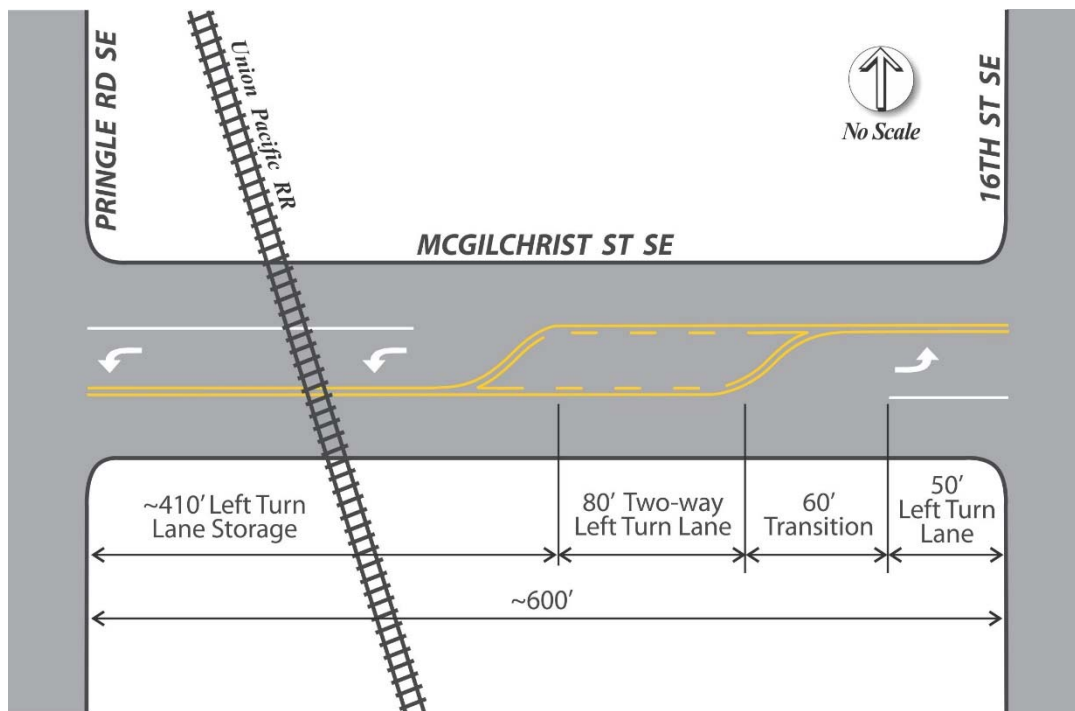 PRINGLE RD SE
Union Pacific RR
No Scale
16TH ST SE
MCGILCHRIST ST SE
~410’ Left Turn
Lane Storage
80’ Two-way
Left Turn Lane
60’
Transition
50’
Left Turn
Lane
~600’